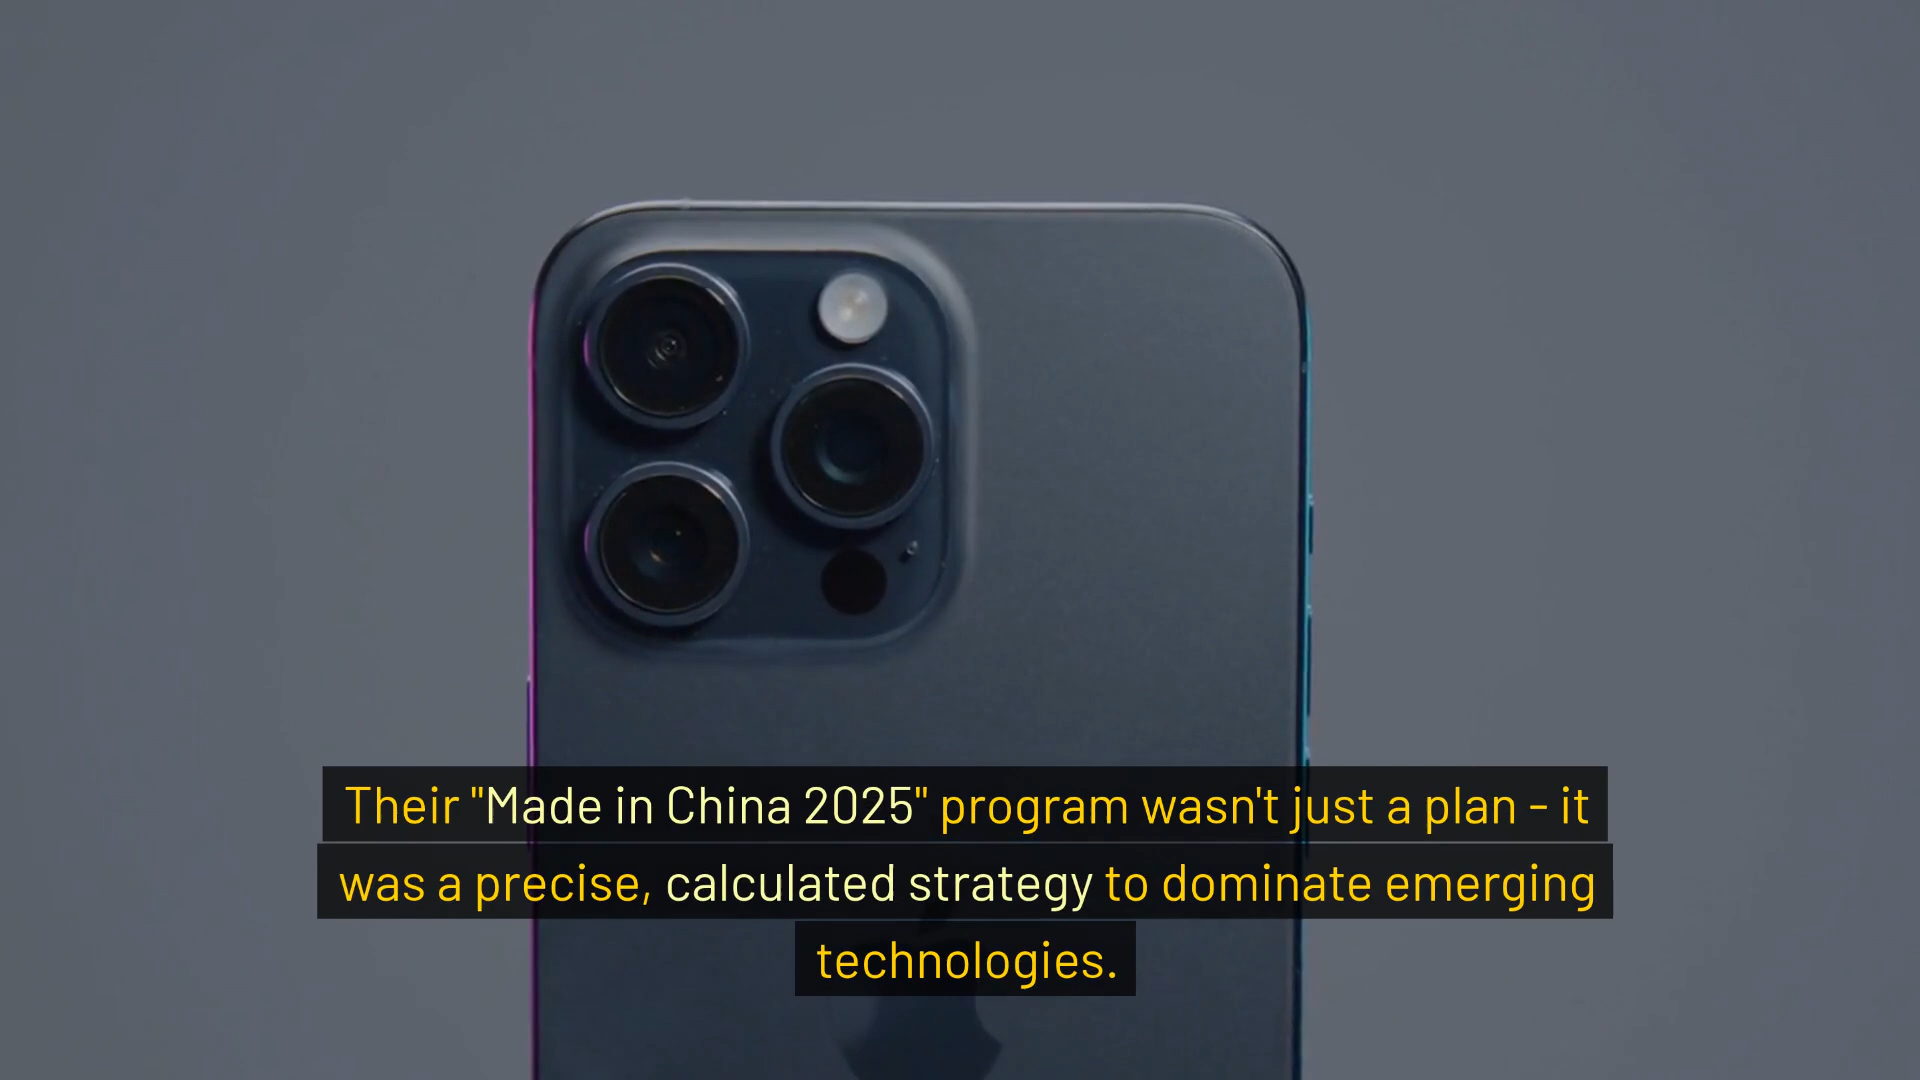 Their "Made in China 2025" program wasn't just a plan - it
was a precise, calculated strategy to dominate emerging
technologies.